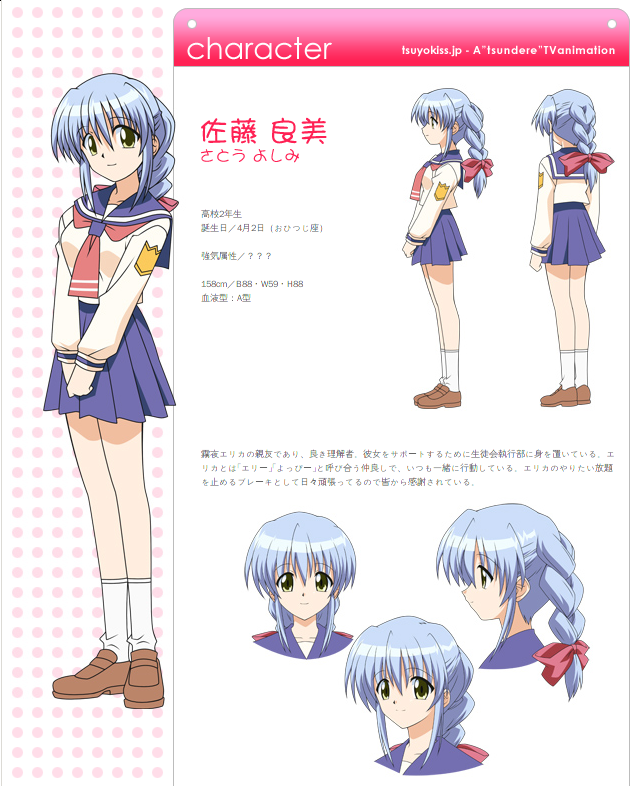 character
tsuyokiss.jp - A"tsundere"TVanimation
佐藤 良美
さとう よしみ
高校2年生
誕生日／4月2日（おひつじ座）
強気属性／？？？
158cm／B88・W59・H88
血液型：A型
霧夜エリカの親友であり、良き理解者。彼女をサポートするために生徒会執行部に身を置いている。エ
リカとは「エリー」「よっぴー」と呼び合う仲良しで、いつも一緒に行動している。エリカのやりたい放題
を止めるブレーキとして日々頑張ってるので皆から感謝されている。